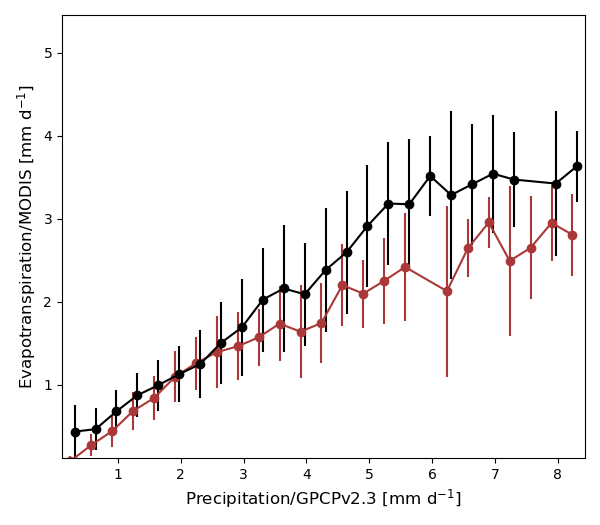 5
4
3
2
1
Evapotranspiration/MODIS [mm d⁻¹]
1 2 3 4 5 6 7 8
Precipitation/GPCPv2.3 [mm d⁻¹]